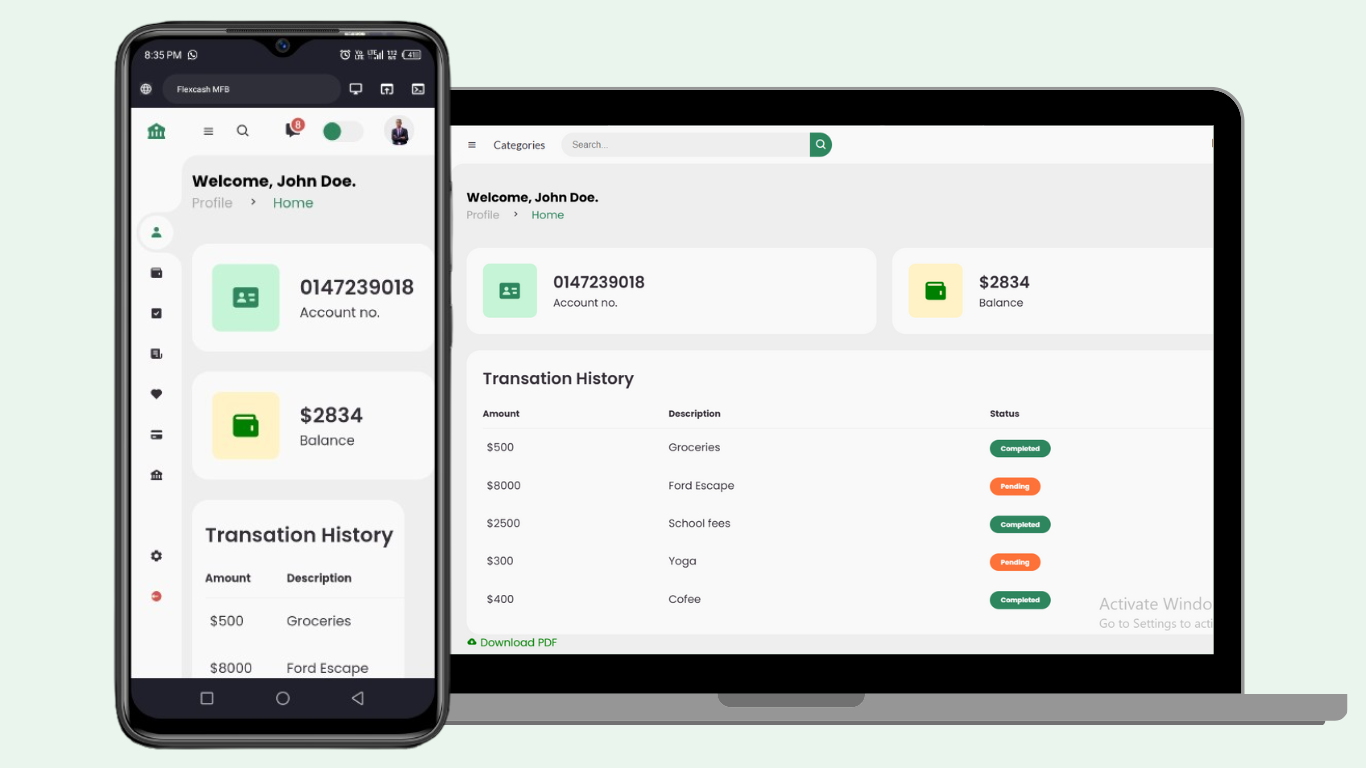 8:35 PM
Flexcash MFB
8
Welcome, John Doe.
Profile > Home
0147239018
Account no.
$2834
Balance
Transation History
Amount Description
$500 Groceries
$8000 Ford Escape
Categories Search...
Welcome, John Doe.
Profile > Home
0147239018
Account no.
$2834
Balance
Transation History
Amount Description Status
$500 Groceries Completed
$8000 Ford Escape Pending
$2500 School fees Completed
$300 Yoga Pending
$400 Cofee Completed
Activate Windo
Go to Settings to acti
Download PDF